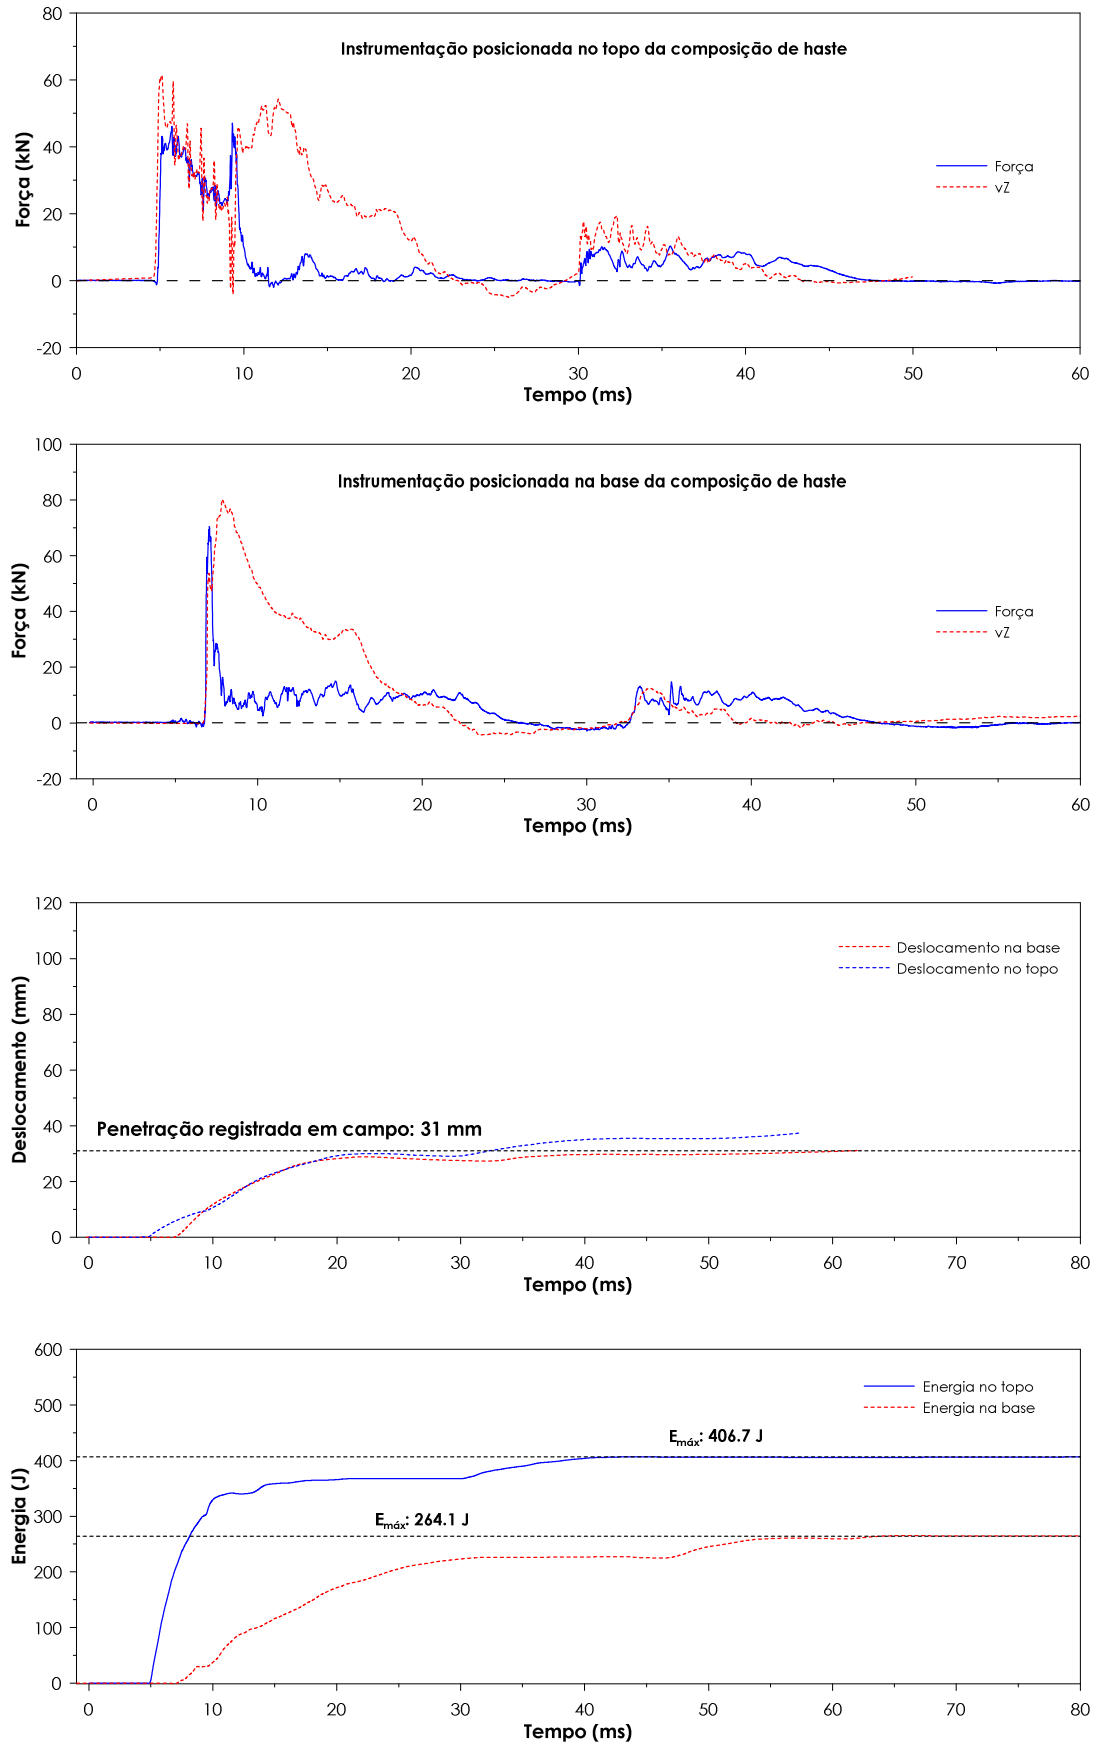 80
Instrumentação posicionada no topo da composição de haste
60
40
Força
vZ
20
0
-20
Força (kN)
0 10 20 30 40 50 60
Tempo (ms)
100
Instrumentação posicionada na base da composição de haste
80
60
40
Força
vZ
20
0
-20
Força (kN)
0 10 20 30 40 50 60
Tempo (ms)
120
Deslocamento na base
Deslocamento no topo
100
80
60
40
Penetração registrada em campo: 31 mm
20
0
Deslocamento (mm)
0 10 20 30 40 50 60 70 80
Tempo (ms)
600
Energia no topo
Energia na base
500
Emáx: 406.7 J
400
300
Emáx: 264.1 J
200
100
0
Energia (J)
0 10 20 30 40 50 60 70 80
Tempo (ms)